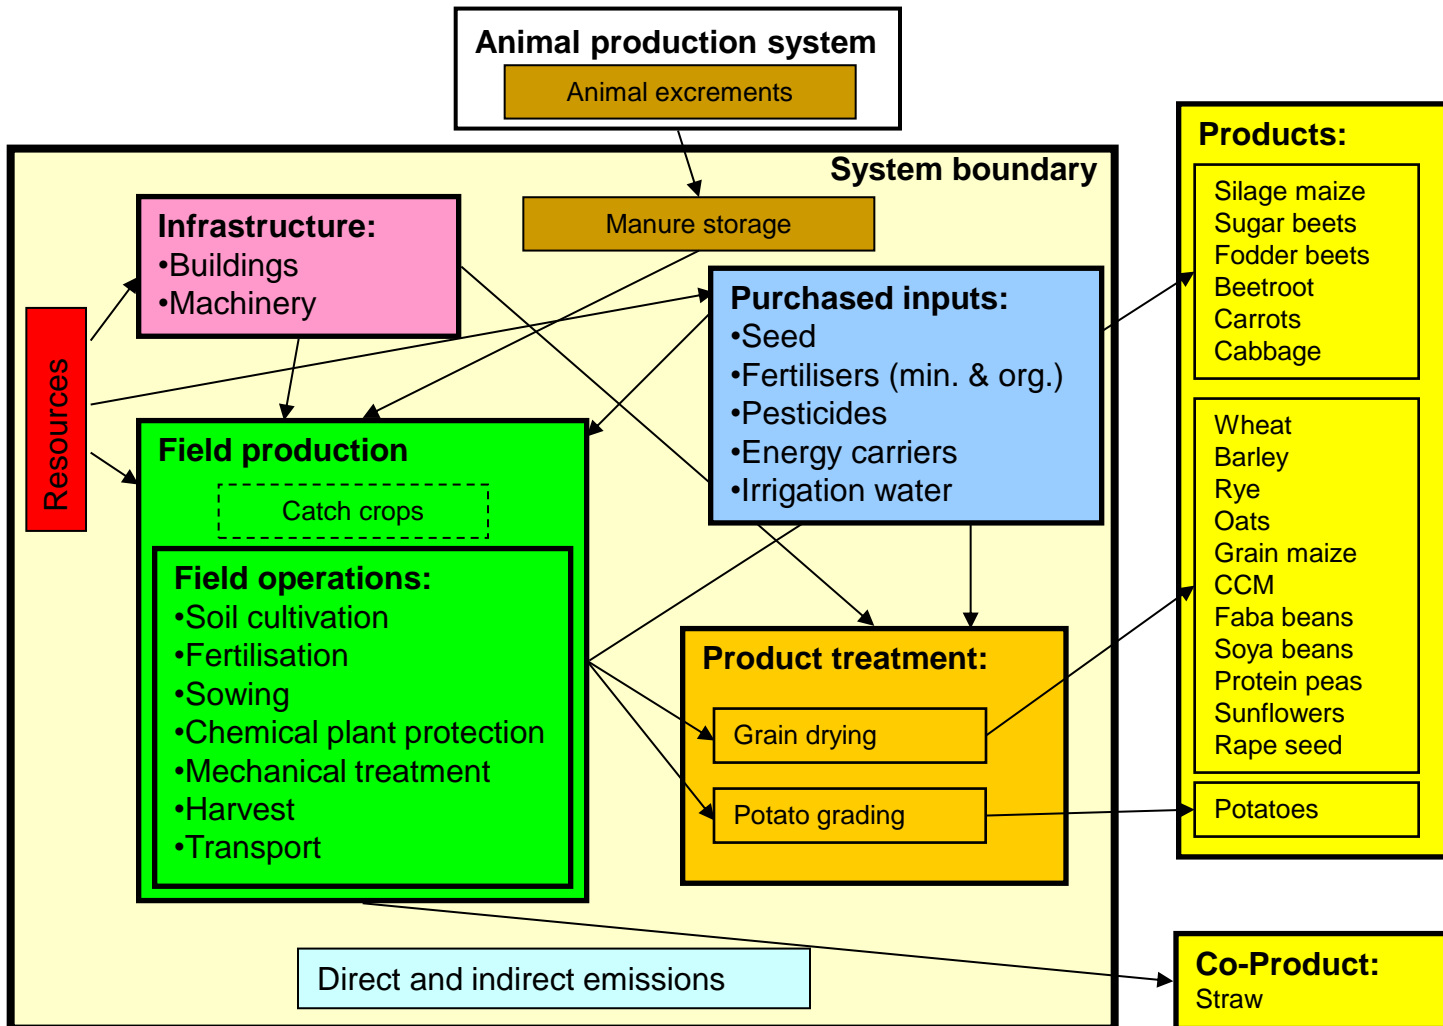 Animal production system
Animal excrements
System boundary
Manure storage
Infrastructure:
•Buildings
•Machinery
Resources
Purchased inputs:
•Seed
•Fertilisers (min. & org.)
•Pesticides
•Energy carriers
•Irrigation water
Field production
Catch crops
Field operations:
•Soil cultivation
•Fertilisation
•Sowing
•Chemical plant protection
•Mechanical treatment
•Harvest
•Transport
Product treatment:
Grain drying
Potato grading
Direct and indirect emissions
Products:
Silage maize
Sugar beets
Fodder beets
Beetroot
Carrots
Cabbage
Wheat
Barley
Rye
Oats
Grain maize
CCM
Faba beans
Soya beans
Protein peas
Sunflowers
Rape seed
Potatoes
Co-Product:
Straw